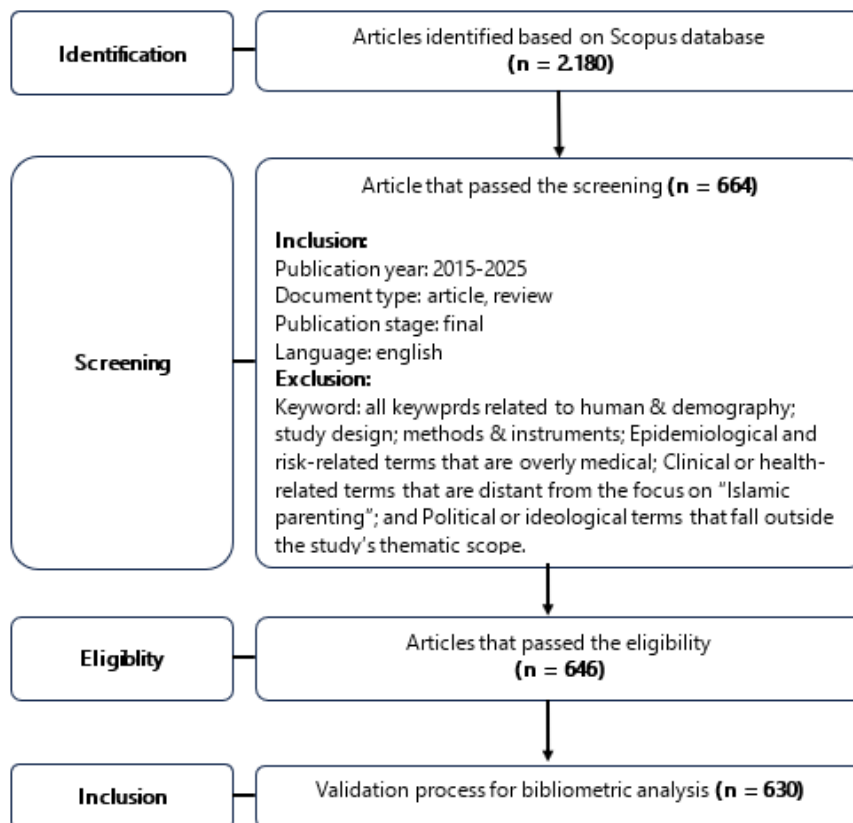 Identification
Articles identified based on Scopus database
(n = 2.180)
Screening
Article that passed the screening (n = 664)
Inclusion:
Publication year: 2015-2025
Document type: article, review
Publication stage: final
Language: english
Exclusion:
Keyword: all keywprds related to human & demography;
study design; methods & instruments; Epidemiological and
risk-related terms that are overly medical; Clinical or health-
related terms that are distant from the focus on "Islamic
parenting"; and Political or ideological terms that fall outside
the study's thematic scope.
Eligiblity
Articles that passed the eligibility
(n = 646)
Inclusion
Validation process for bibliometric analysis (n = 630)